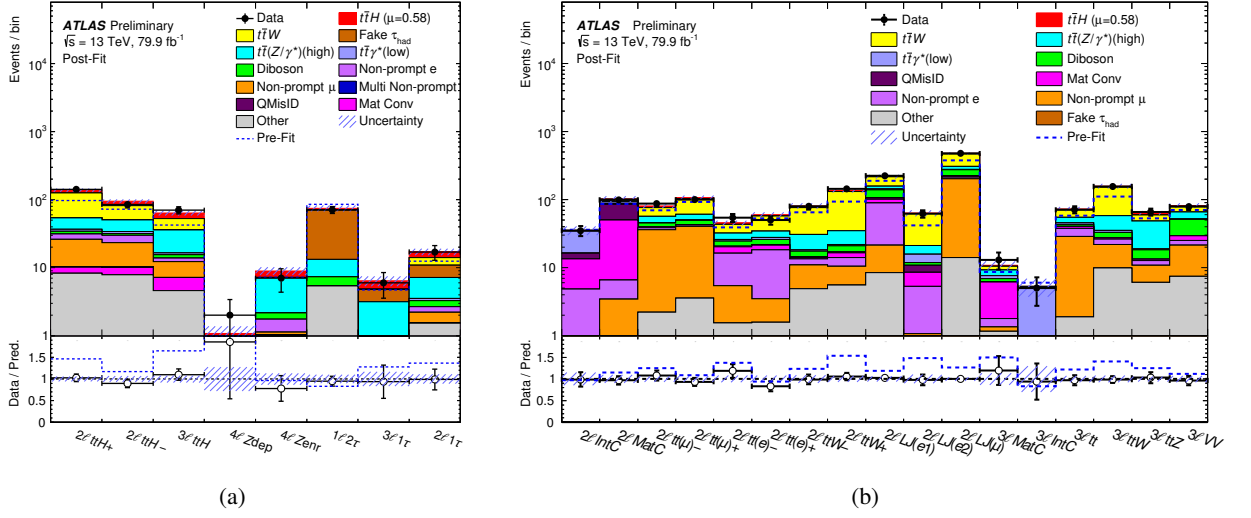 ATLAS Preliminary
√s = 13 TeV, 79.9 fb⁻¹
Post-Fit
Data
tt̄H (μ=0.58)
tt̄W
Fake τhad
tt̄(Z/γ*)(high)
tt̄γ*(low)
Diboson
Non-prompt e
Non-prompt μ
Multi Non-prompt
QMisID
Mat Conv
Other
Uncertainty
Pre-Fit
Events / bin
10⁴
10³
10²
10
1
Data / Pred.
1.5
1
0.5
0
2ℓ ttH+
2ℓ ttH−
3ℓ ttH
4ℓ Zdep
4ℓ Zenr
1ℓ2τ
3ℓ1τ
2ℓ1τ
(a)
ATLAS Preliminary
√s = 13 TeV, 79.9 fb⁻¹
Post-Fit
Data
tt̄H (μ=0.58)
tt̄W
tt̄(Z/γ*)(high)
tt̄γ*(low)
Diboson
QMisID
Mat Conv
Non-prompt e
Non-prompt μ
Other
Fake τhad
Uncertainty
Pre-Fit
Events / bin
10⁴
10³
10²
10
1
Data / Pred.
1.5
1
0.5
0
2ℓ IntC
2ℓ MatC
2ℓ tt(μ)−
2ℓ tt(μ)+
2ℓ tt(e)−
2ℓ tt(e)+
2ℓ ttW−
2ℓ ttW+
2ℓ LJ(e1)
2ℓ LJ(e2)
2ℓ LJ(μ)
3ℓ MatC
3ℓ IntC
3ℓ tt
3ℓ ttW
3ℓ ttZ
3ℓ VV
(b)